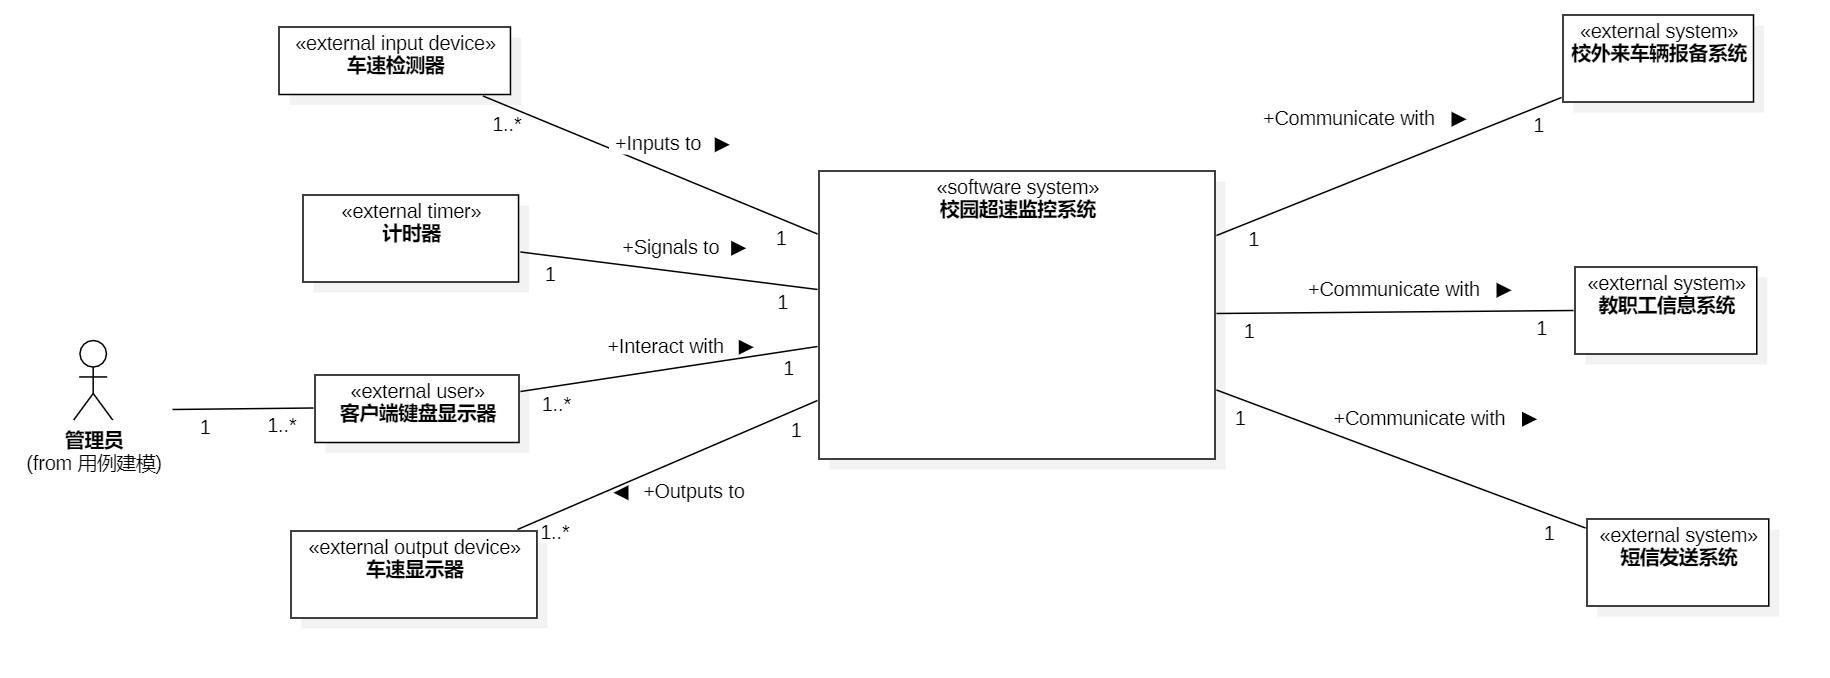 «external input device»
车速检测器
1..*
+Inputs to ►
1
«external timer»
计时器
1
+Signals to ►
1
管理员
(from 用例建模)
1
1..*
«external user»
客户端键盘显示器
1..*
+Interact with ►
1
«external output device»
车速显示器
1..*
◄ +Outputs to
1
«software system»
校园超速监控系统
«external system»
校外来车辆报备系统
1
+Communicate with ►
1
«external system»
教职工信息系统
1
+Communicate with ►
1
«external system»
短信发送系统
1
+Communicate with ►
1